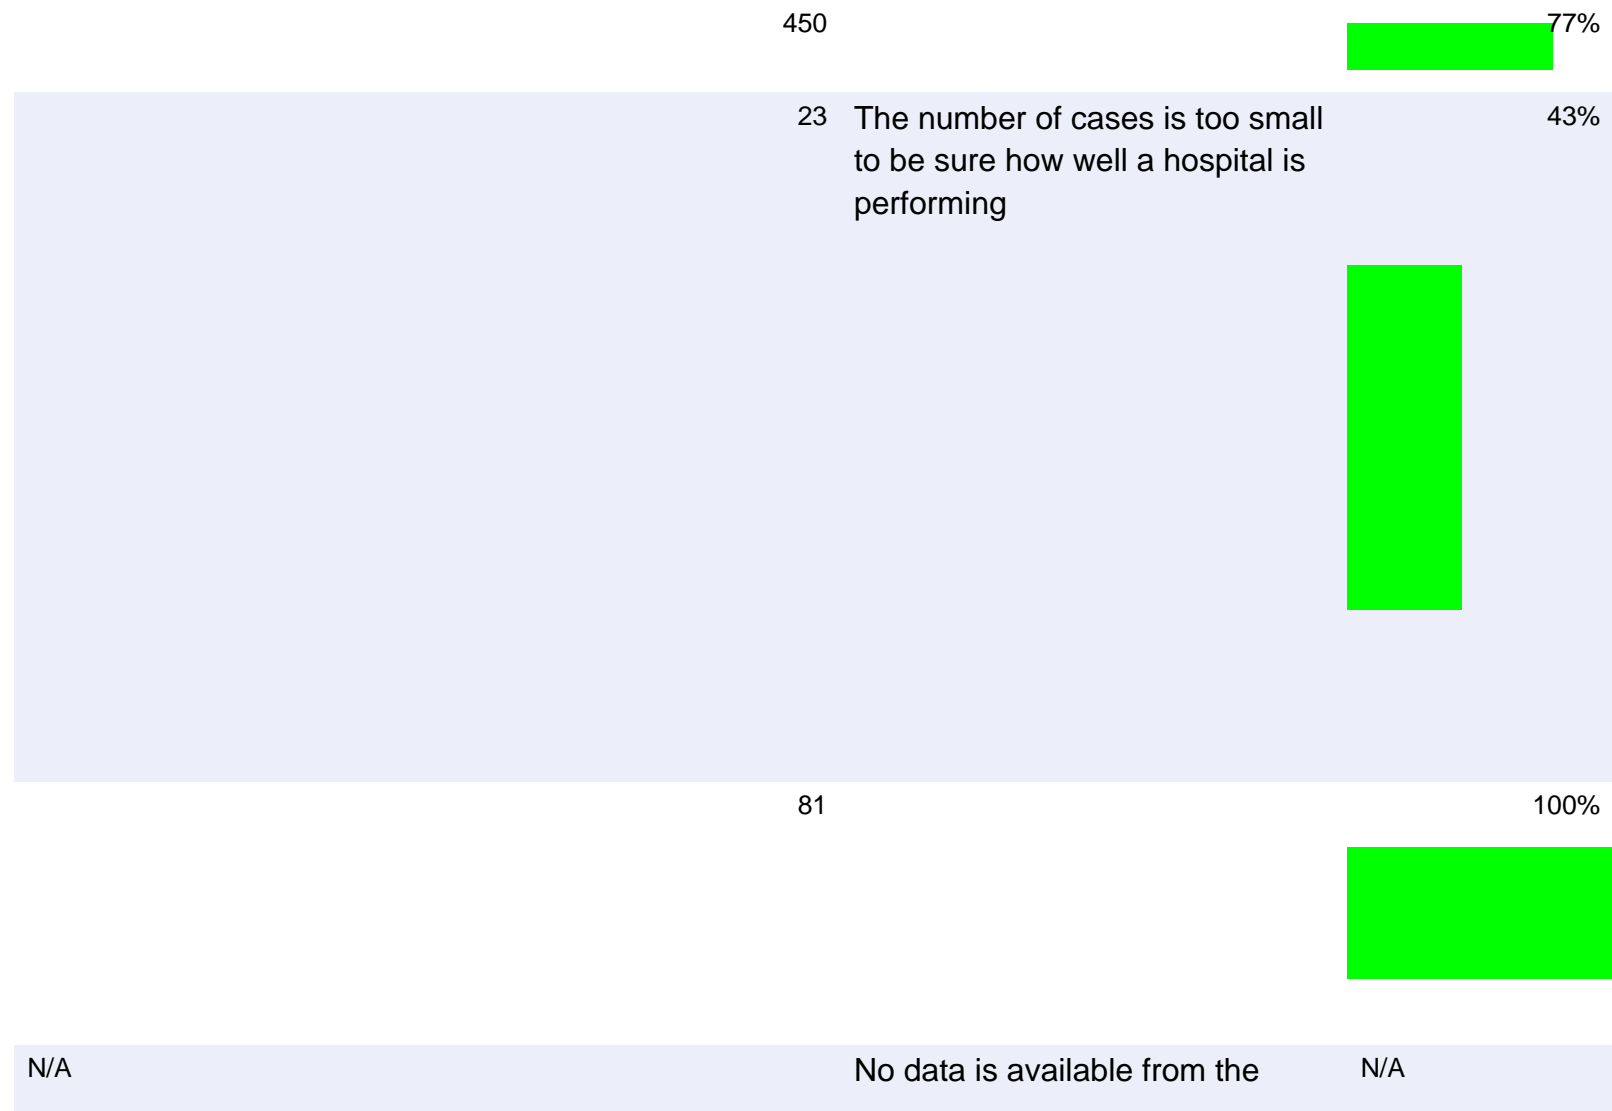 450 77%
23 The number of cases is too small 43%
to be sure how well a hospital is
performing
81 100%
N/A No data is available from the N/A